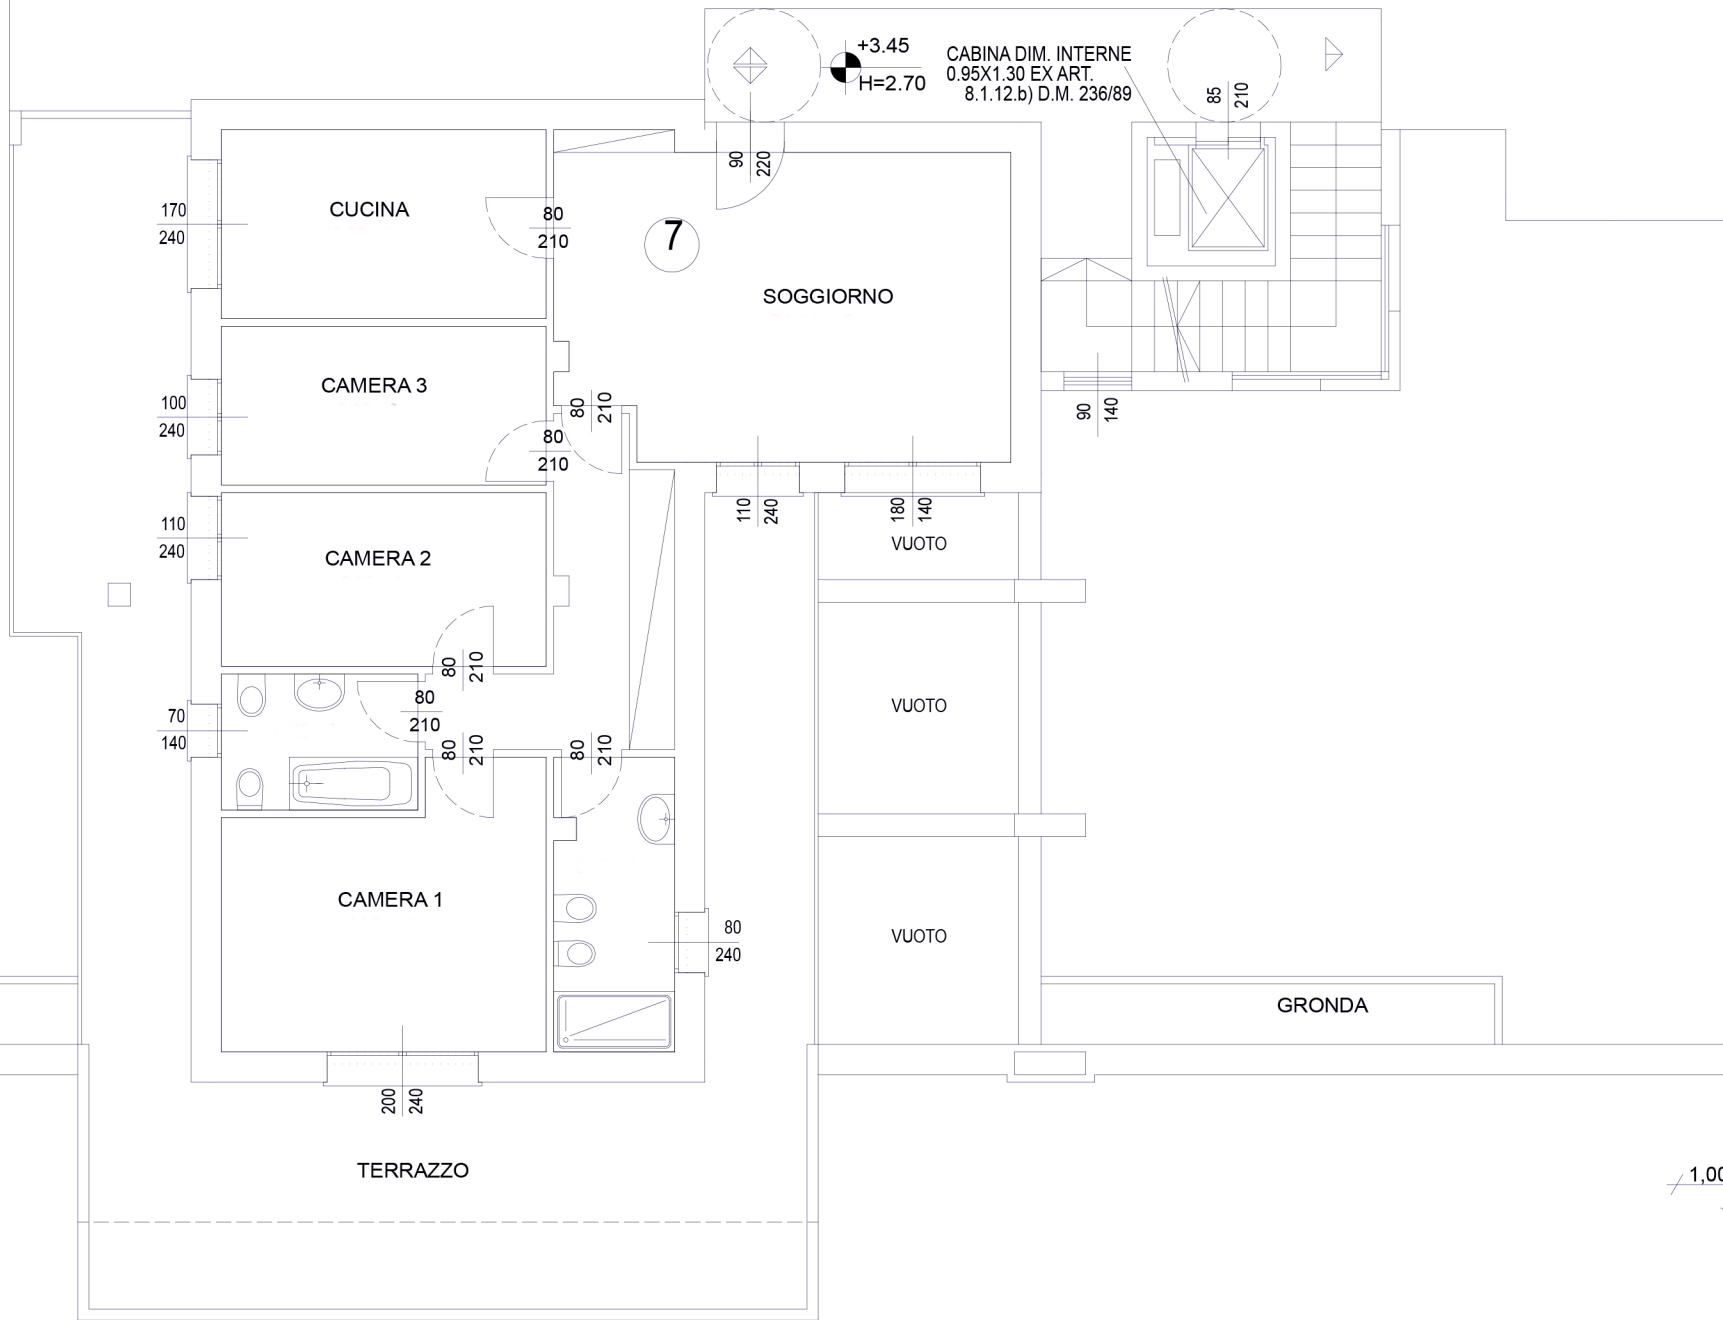 +3.45
H=2.70
CABINA DIM. INTERNE
0.95X1.30 EX ART.
8.1.12.b) D.M. 236/89
85
210
90
220
CUCINA
170
240
80
210
7
SOGGIORNO
CAMERA 3
100
240
80
210
80
210
90
140
110
240
180
140
110
240
CAMERA 2
VUOTO
80
210
80
210
70
140
VUOTO
80
210
80
210
CAMERA 1
80
240
VUOTO
GRONDA
200
240
TERRAZZO
1,00